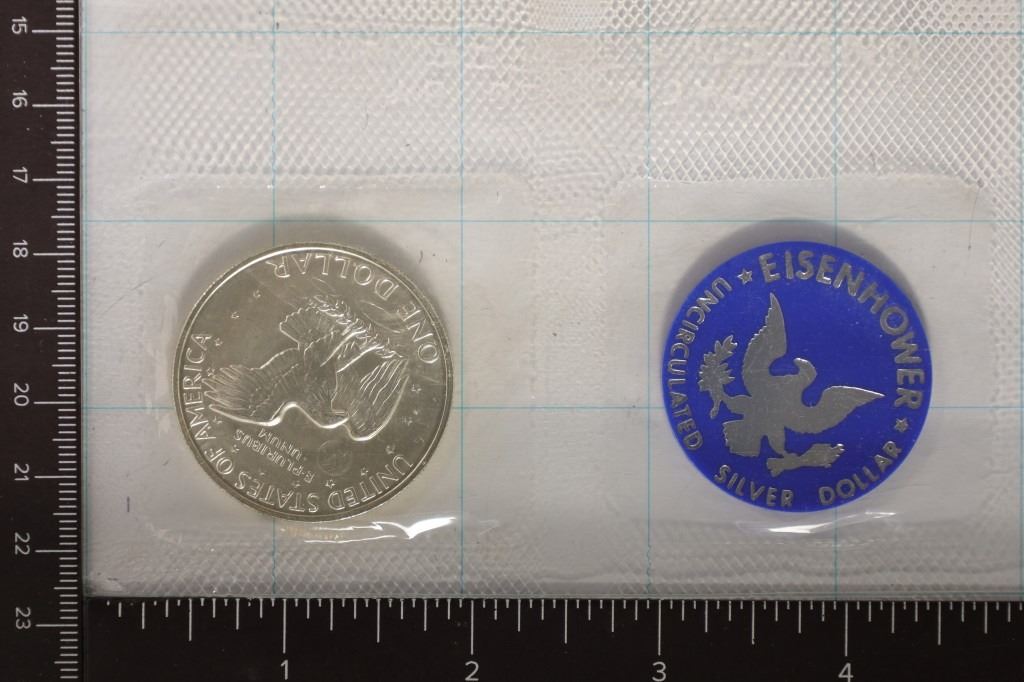 15
16
17
18
19
20
21
22
23
UNITED STATES OF AMERICA
E PLURIBUS
UNUM
ONE DOLLAR
★ EISENHOWER ★
UNCIRCULATED SILVER DOLLAR
1 2 3 4